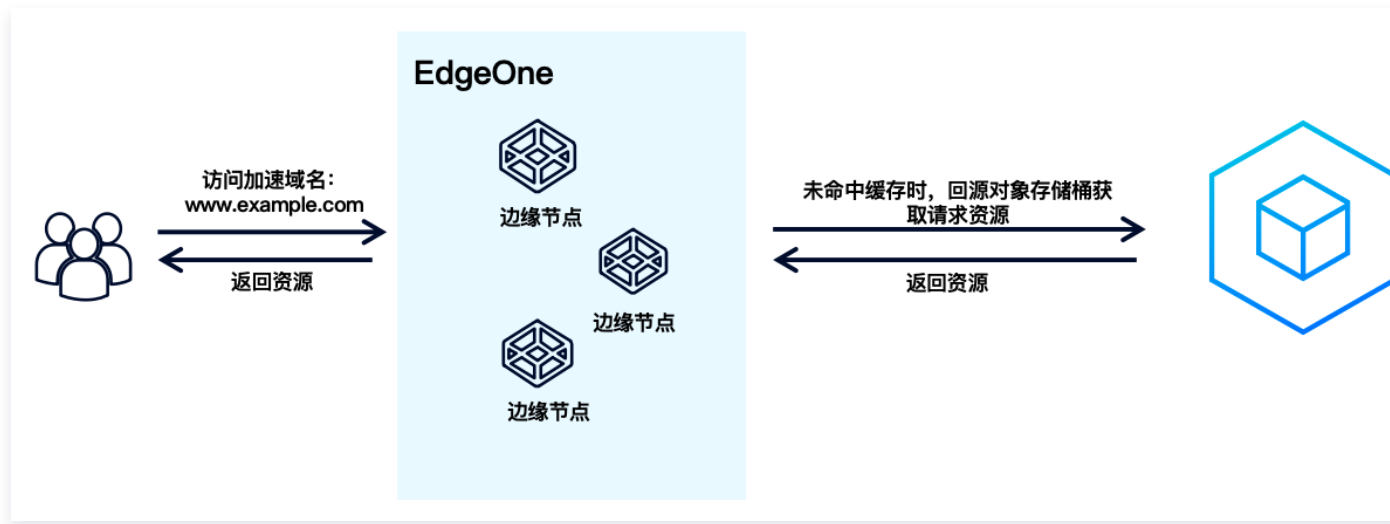 EdgeOne
访问加速域名：
www.example.com
返回资源
边缘节点
边缘节点
边缘节点
未命中缓存时，回源对象存储桶获
取请求资源
返回资源